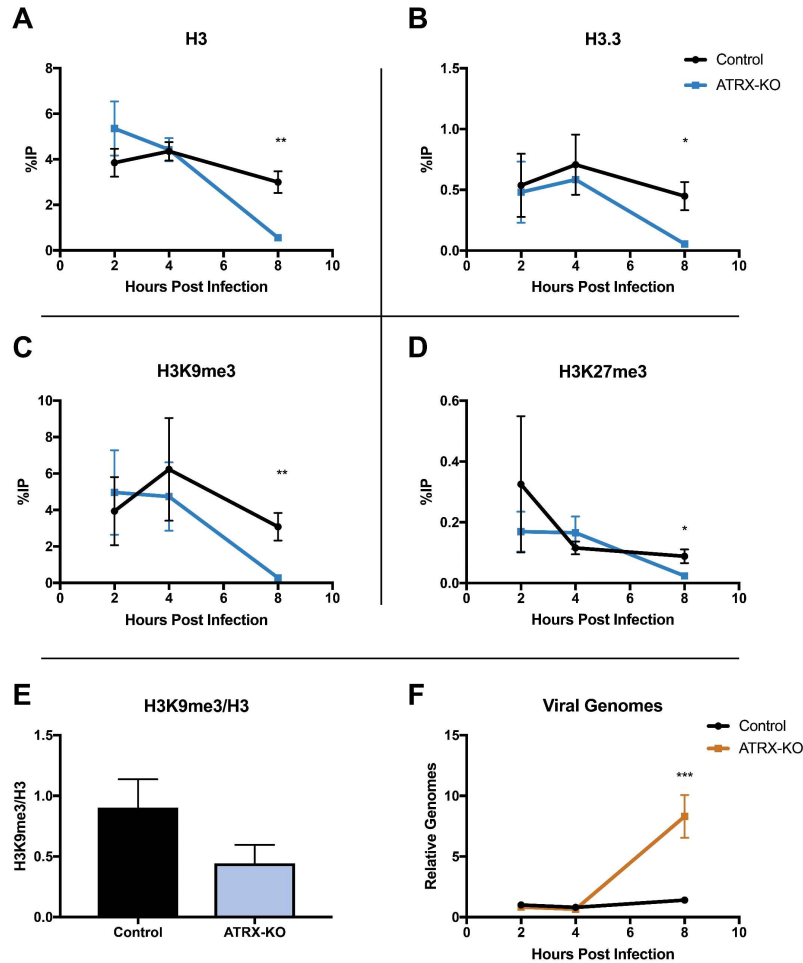 A
H3
8
6
4
2
0
%IP
**
0 2 4 6 8 10
Hours Post Infection
B
H3.3
Control
ATRX-KO
1.5
1.0
0.5
0.0
%IP
*
0 2 4 6 8 10
Hours Post Infection
C
H3K9me3
10
8
6
4
2
0
%IP
**
0 2 4 6 8 10
Hours Post Infection
D
H3K27me3
0.6
0.4
0.2
0.0
%IP
*
0 2 4 6 8 10
Hours Post Infection
E
H3K9me3/H3
1.5
1.0
0.5
0.0
H3K9me3/H3
Control ATRX-KO
F
Viral Genomes
Control
ATRX-KO
15
10
5
0
Relative Genomes
***
0 2 4 6 8 10
Hours Post Infection